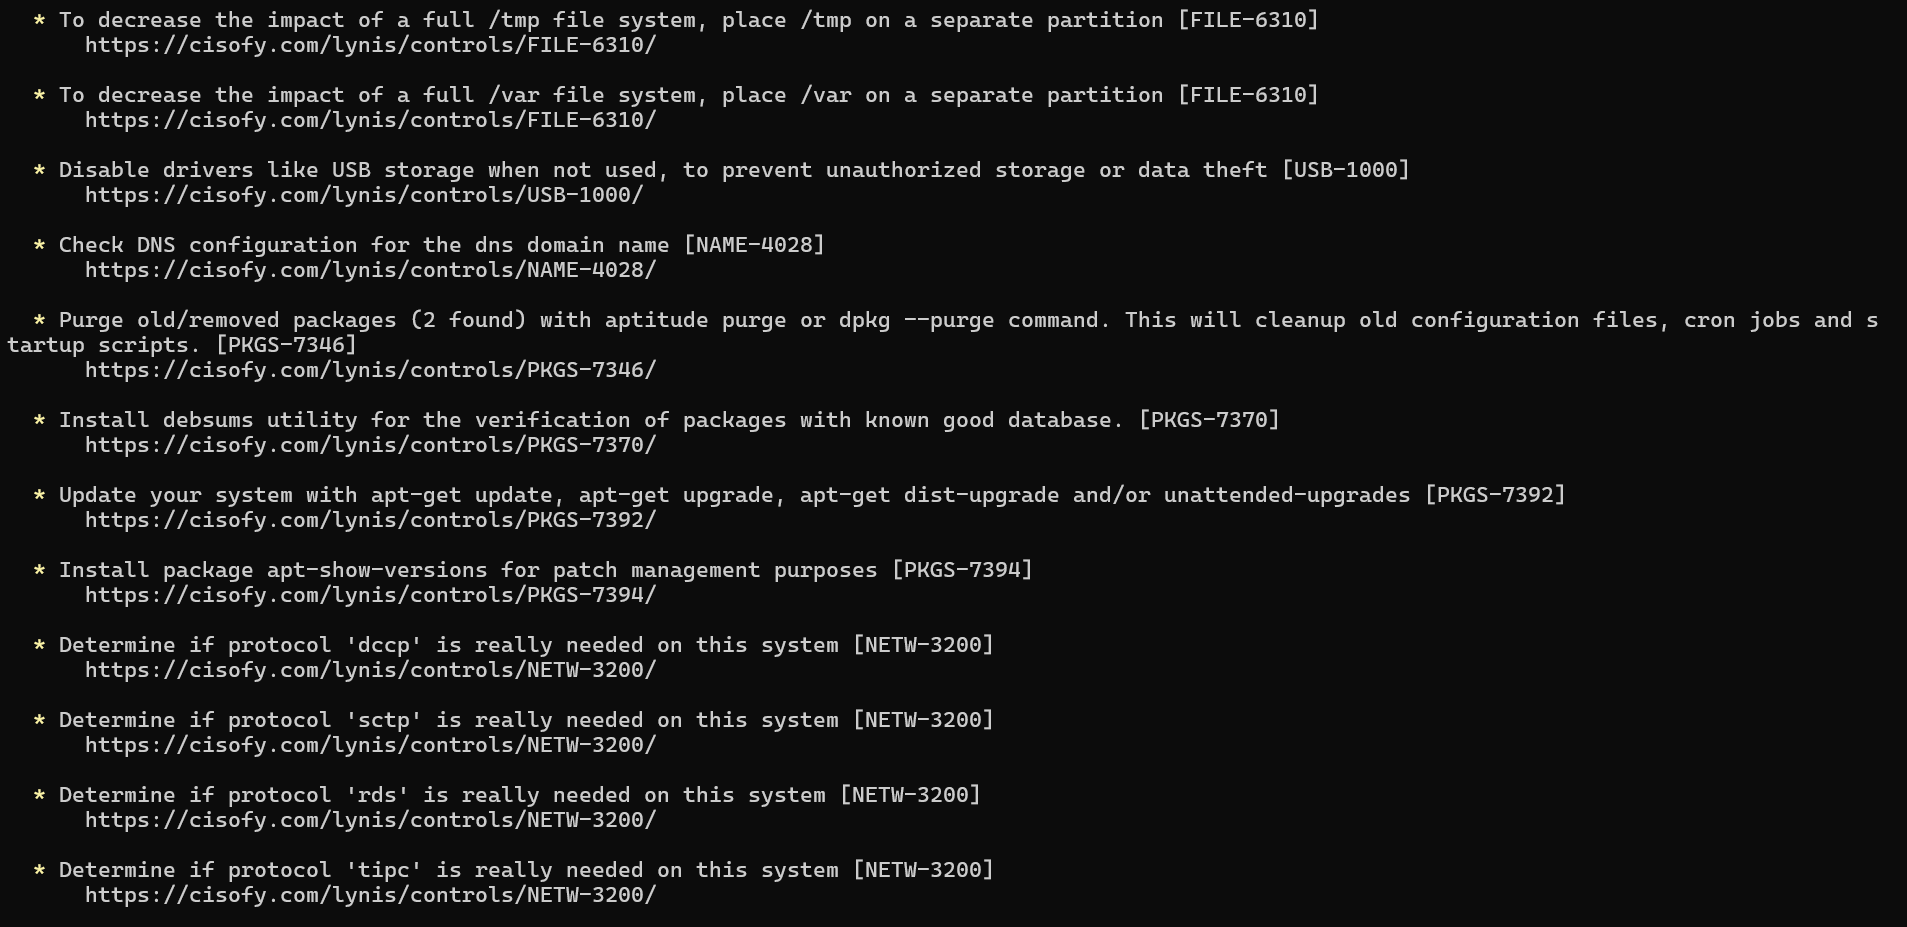 * To decrease the impact of a full /tmp file system, place /tmp on a separate partition [FILE-6310]
https://cisofy.com/lynis/controls/FILE-6310/
* To decrease the impact of a full /var file system, place /var on a separate partition [FILE-6310]
https://cisofy.com/lynis/controls/FILE-6310/
* Disable drivers like USB storage when not used, to prevent unauthorized storage or data theft [USB-1000]
https://cisofy.com/lynis/controls/USB-1000/
* Check DNS configuration for the dns domain name [NAME-4028]
https://cisofy.com/lynis/controls/NAME-4028/
* Purge old/removed packages (2 found) with aptitude purge or dpkg --purge command. This will cleanup old configuration files, cron jobs and s
tartup scripts. [PKGS-7346]
https://cisofy.com/lynis/controls/PKGS-7346/
* Install debsums utility for the verification of packages with known good database. [PKGS-7370]
https://cisofy.com/lynis/controls/PKGS-7370/
* Update your system with apt-get update, apt-get upgrade, apt-get dist-upgrade and/or unattended-upgrades [PKGS-7392]
https://cisofy.com/lynis/controls/PKGS-7392/
* Install package apt-show-versions for patch management purposes [PKGS-7394]
https://cisofy.com/lynis/controls/PKGS-7394/
* Determine if protocol 'dccp' is really needed on this system [NETW-3200]
https://cisofy.com/lynis/controls/NETW-3200/
* Determine if protocol 'sctp' is really needed on this system [NETW-3200]
https://cisofy.com/lynis/controls/NETW-3200/
* Determine if protocol 'rds' is really needed on this system [NETW-3200]
https://cisofy.com/lynis/controls/NETW-3200/
* Determine if protocol 'tipc' is really needed on this system [NETW-3200]
https://cisofy.com/lynis/controls/NETW-3200/